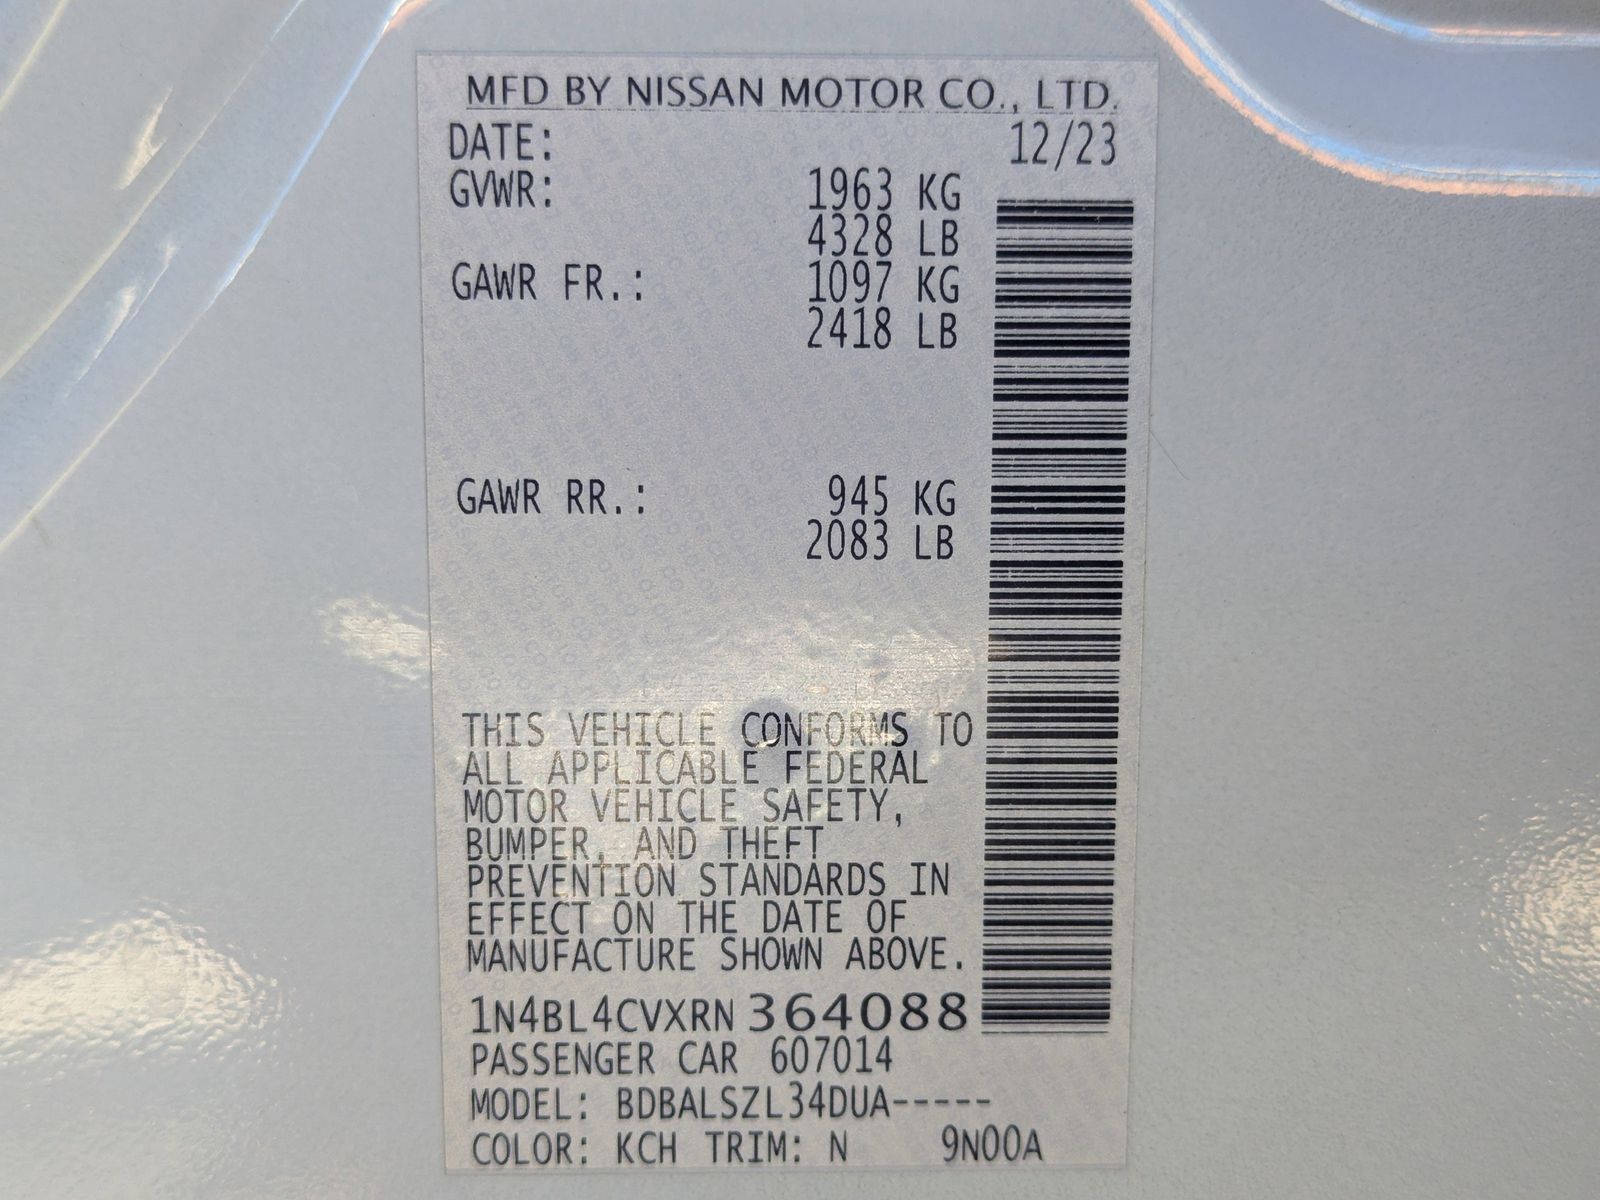 MFD BY NISSAN MOTOR CO., LTD.
DATE: 12/23
GVWR: 1963 KG
4328 LB
GAWR FR.: 1097 KG
2418 LB
GAWR RR.: 945 KG
2083 LB
THIS VEHICLE CONFORMS TO
ALL APPLICABLE FEDERAL
MOTOR VEHICLE SAFETY,
BUMPER, AND THEFT
PREVENTION STANDARDS IN
EFFECT ON THE DATE OF
MANUFACTURE SHOWN ABOVE.
1N4BL4CVXRN364088
PASSENGER CAR 607014
MODEL: BDBALSZL34DUA-----
COLOR: KCH TRIM: N 9N00A